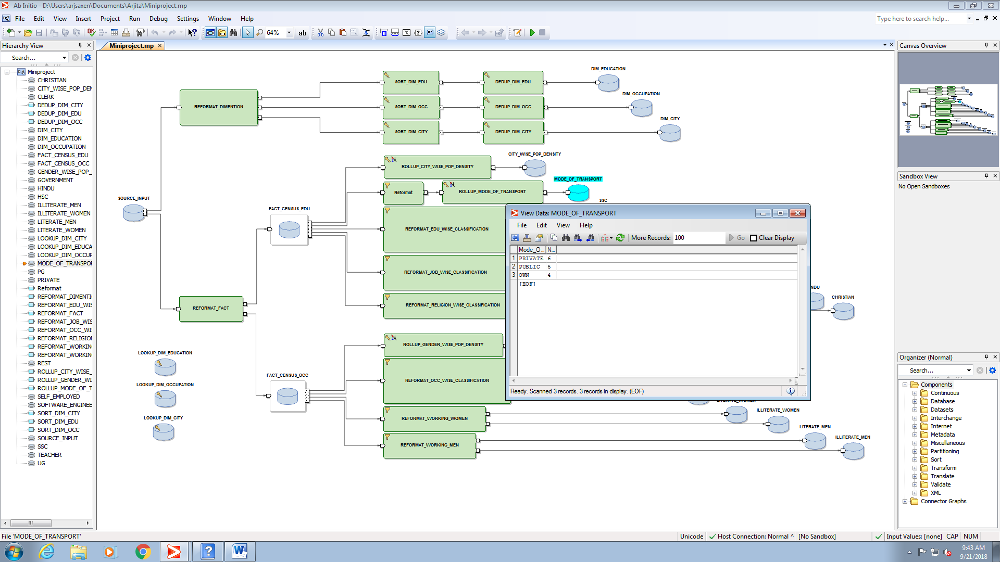 Ab Initio - D:\Users\arjsaxen\Documents\Arjita\Miniproject.mp
File Edit View Insert Project Run Debug Settings Window Help
Type here to search help...
64%
ab
Hierarchy View
Search...
Miniproject
CHRISTIAN
CITY_WISE_POP_DEN
CLERK
DEDUP_DIM_CITY
DEDUP_DIM_EDU
DEDUP_DIM_OCC
DIM_CITY
DIM_EDUCATION
DIM_OCCUPATION
FACT_CENSUS_EDU
FACT_CENSUS_OCC
GENDER_WISE_POP_
GOVERNMENT
HINDU
HSC
ILLITERATE_MEN
ILLITERATE_WOMEN
LITERATE_MEN
LITERATE_WOMEN
LOOKUP_DIM_CITY
LOOKUP_DIM_EDUCA
LOOKUP_DIM_OCCUP
MODE_OF_TRANSPOR
PG
PRIVATE
Reformat
REFORMAT_DIMENTI
REFORMAT_EDU_WIS
REFORMAT_FACT
REFORMAT_JOB_WIS
REFORMAT_OCC_WI
REFORMAT_RELIGION
REFORMAT_WORKIN
REFORMAT_WORKIN
REST
ROLLUP_CITY_WISE_
ROLLUP_GENDER_WI
ROLLUP_MODE_OF_T
SELF_EMPLOYED
SOFTWARE_ENGINEE
SORT_DIM_CITY
SORT_DIM_EDU
SORT_DIM_OCC
SOURCE_INPUT
SSC
TEACHER
UG
Miniproject.mp
SOURCE_INPUT
REFORMAT_DIMENTION
SORT_DIM_EDU
DEDUP_DIM_EDU
DIM_EDUCATION
SORT_DIM_OCC
DEDUP_DIM_OCC
DIM_OCCUPATION
SORT_DIM_CITY
DEDUP_DIM_CITY
DIM_CITY
ROLLUP_CITY_WISE_POP_DENSITY
CITY_WISE_POP_DENSITY
Reformat
ROLLUP_MODE_OF_TRANSPORT
MODE_OF_TRANSPORT
SSC
FACT_CENSUS_EDU
REFORMAT_EDU_WISE_CLASSIFICATION
REFORMAT_JOB_WISE_CLASSIFICATION
REFORMAT_RELIGION_WISE_CLASSIFICATION
NDU
CHRISTIAN
REFORMAT_FACT
FACT_CENSUS_OCC
ROLLUP_GENDER_WISE_POP_DENSITY
REFORMAT_OCC_WISE_CLASSIFICATION
REFORMAT_WORKING_WOMEN
REFORMAT_WORKING_MEN
LITERATE_WOMEN
ILLITERATE_WOMEN
LITERATE_MEN
ILLITERATE_MEN
LOOKUP_DIM_EDUCATION
LOOKUP_DIM_OCCUPATION
LOOKUP_DIM_CITY
View Data: MODE_OF_TRANSPORT
File Edit View Help
More Records: 100 Go Clear Display
Mode_O... N...
1 PRIVATE 6
2 PUBLIC 5
3 OWN 4
[EOF]
Ready. Scanned 3 records. 3 records in display. (EOF)
Canvas Overview
Sandbox View
No Open Sandboxes
Organizer (Normal)
Search...
Components
Continuous
Database
Datasets
Interchange
Internet
Metadata
Miscellaneous
Partitioning
Sort
Transform
Translate
Validate
XML
Connector Graphs
File 'MODE_OF_TRANSPORT'
Unicode
Host Connection: Normal ^
[No Sandbox]
Input Values: [none] CAP NUM
9:43 AM
9/21/2018